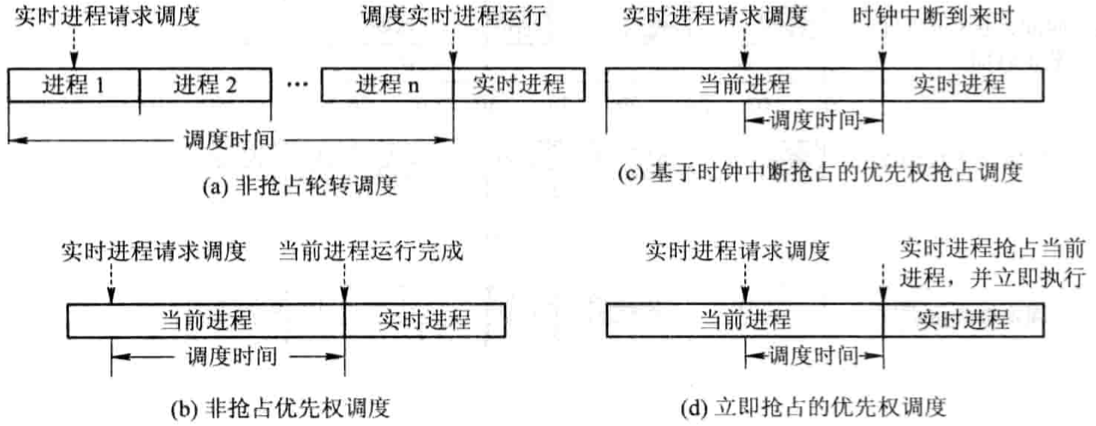 实时进程请求调度
调度实时进程运行
进程 1
进程 2
···
进程 n
实时进程
调度时间
(a) 非抢占轮转调度
实时进程请求调度
时钟中断到来时
当前进程
实时进程
调度时间
(c) 基于时钟中断抢占的优先权抢占调度
实时进程请求调度
当前进程运行完成
当前进程
实时进程
调度时间
(b) 非抢占优先权调度
实时进程请求调度
实时进程抢占当前
进程，并立即执行
当前进程
实时进程
调度时间
(d) 立即抢占的优先权调度